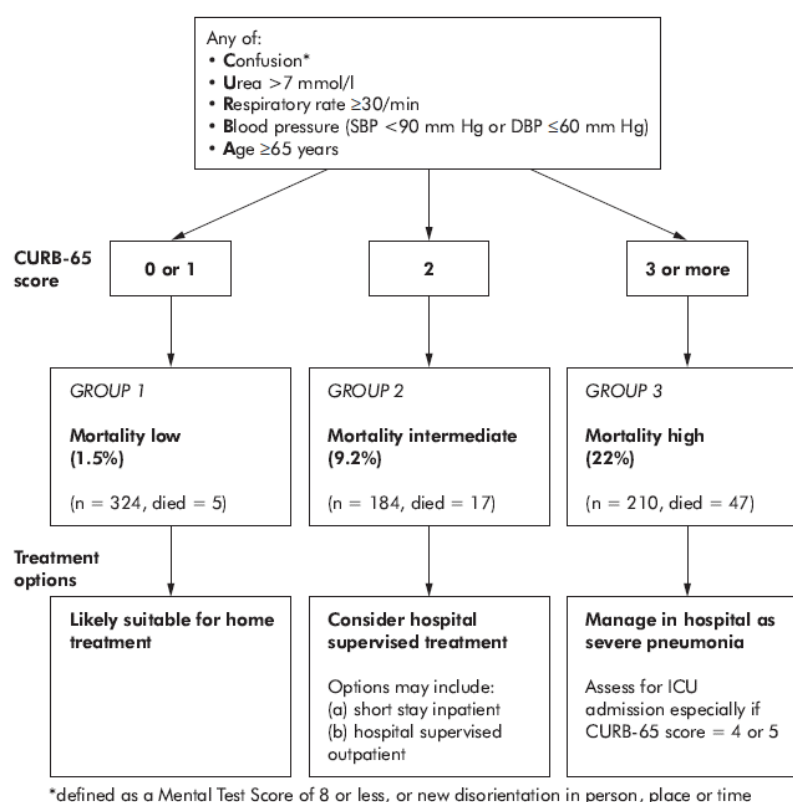 Any of:
• Confusion*
• Urea >7 mmol/l
• Respiratory rate ≥30/min
• Blood pressure (SBP <90 mm Hg or DBP ≤60 mm Hg)
• Age ≥65 years
CURB-65
score
0 or 1
2
3 or more
GROUP 1
Mortality low
(1.5%)
(n = 324, died = 5)
GROUP 2
Mortality intermediate
(9.2%)
(n = 184, died = 17)
GROUP 3
Mortality high
(22%)
(n = 210, died = 47)
Treatment
options
Likely suitable for home
treatment
Consider hospital
supervised treatment
Options may include:
(a) short stay inpatient
(b) hospital supervised
outpatient
Manage in hospital as
severe pneumonia
Assess for ICU
admission especially if
CURB-65 score = 4 or 5
*defined as a Mental Test Score of 8 or less, or new disorientation in person, place or time